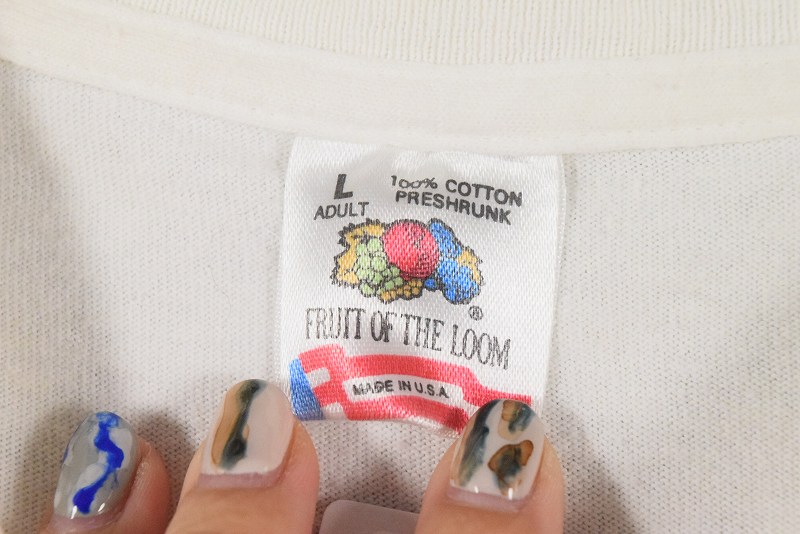 L
ADULT
100% COTTON
PRESHRUNK
®
FRUIT OF THE LOOM
MADE IN U.S.A.